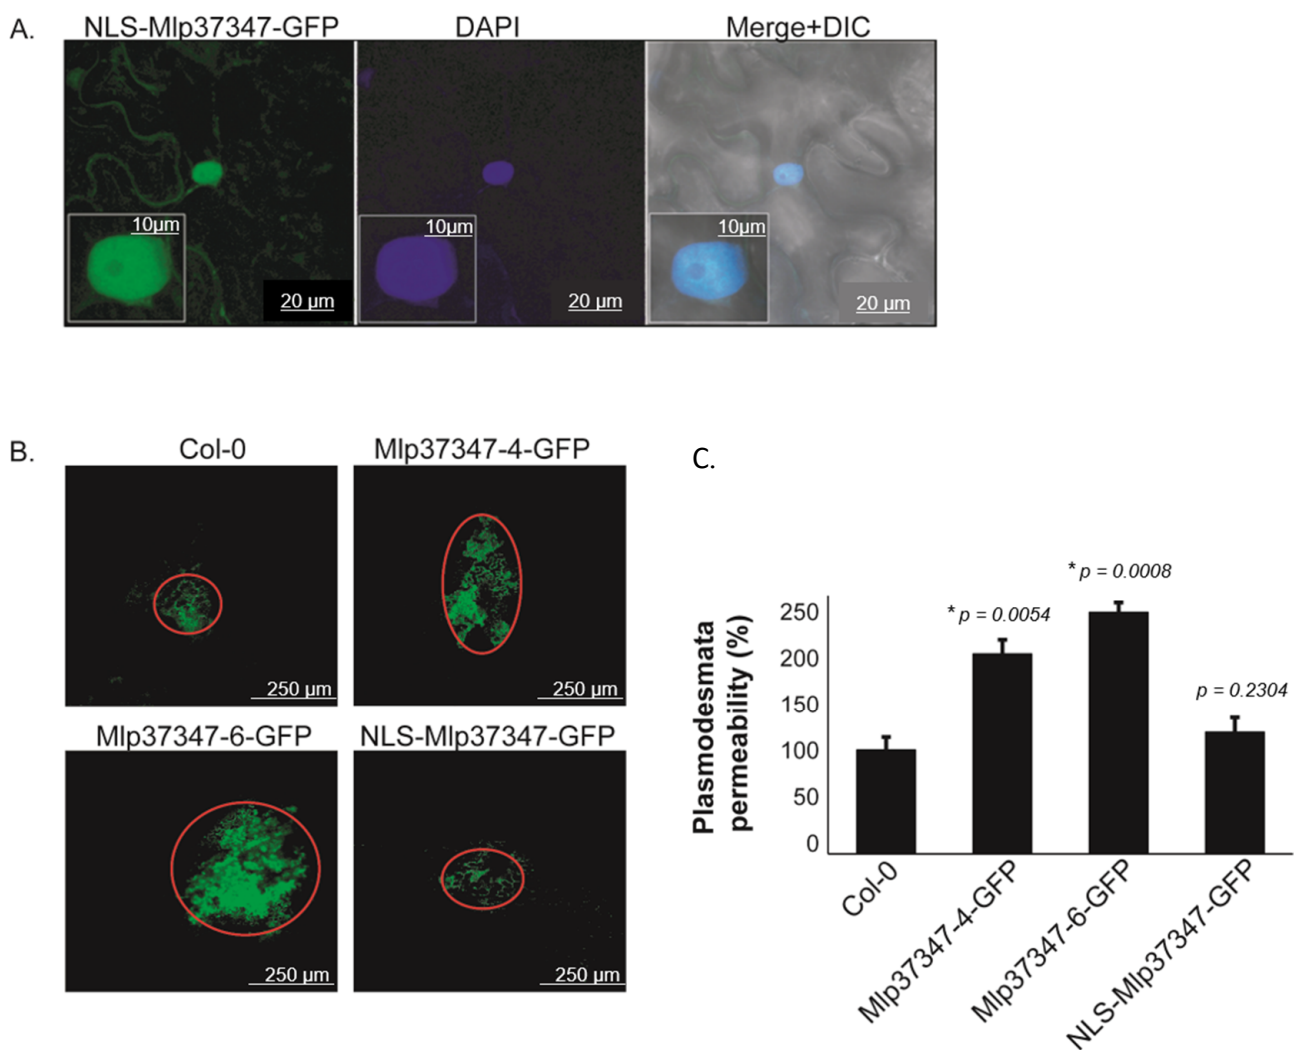 A.
NLS-Mlp37347-GFP DAPI Merge+DIC
10µm 10µm 10µm
20 µm 20 µm 20 µm
B.
Col-0 Mlp37347-4-GFP
250 µm 250 µm
Mlp37347-6-GFP NLS-Mlp37347-GFP
250 µm 250 µm
C.
Plasmodesmata
permeability (%)
250
200
150
100
50
0
* p = 0.0054
* p = 0.0008
p = 0.2304
Col-0
Mlp37347-4-GFP
Mlp37347-6-GFP
NLS-Mlp37347-GFP